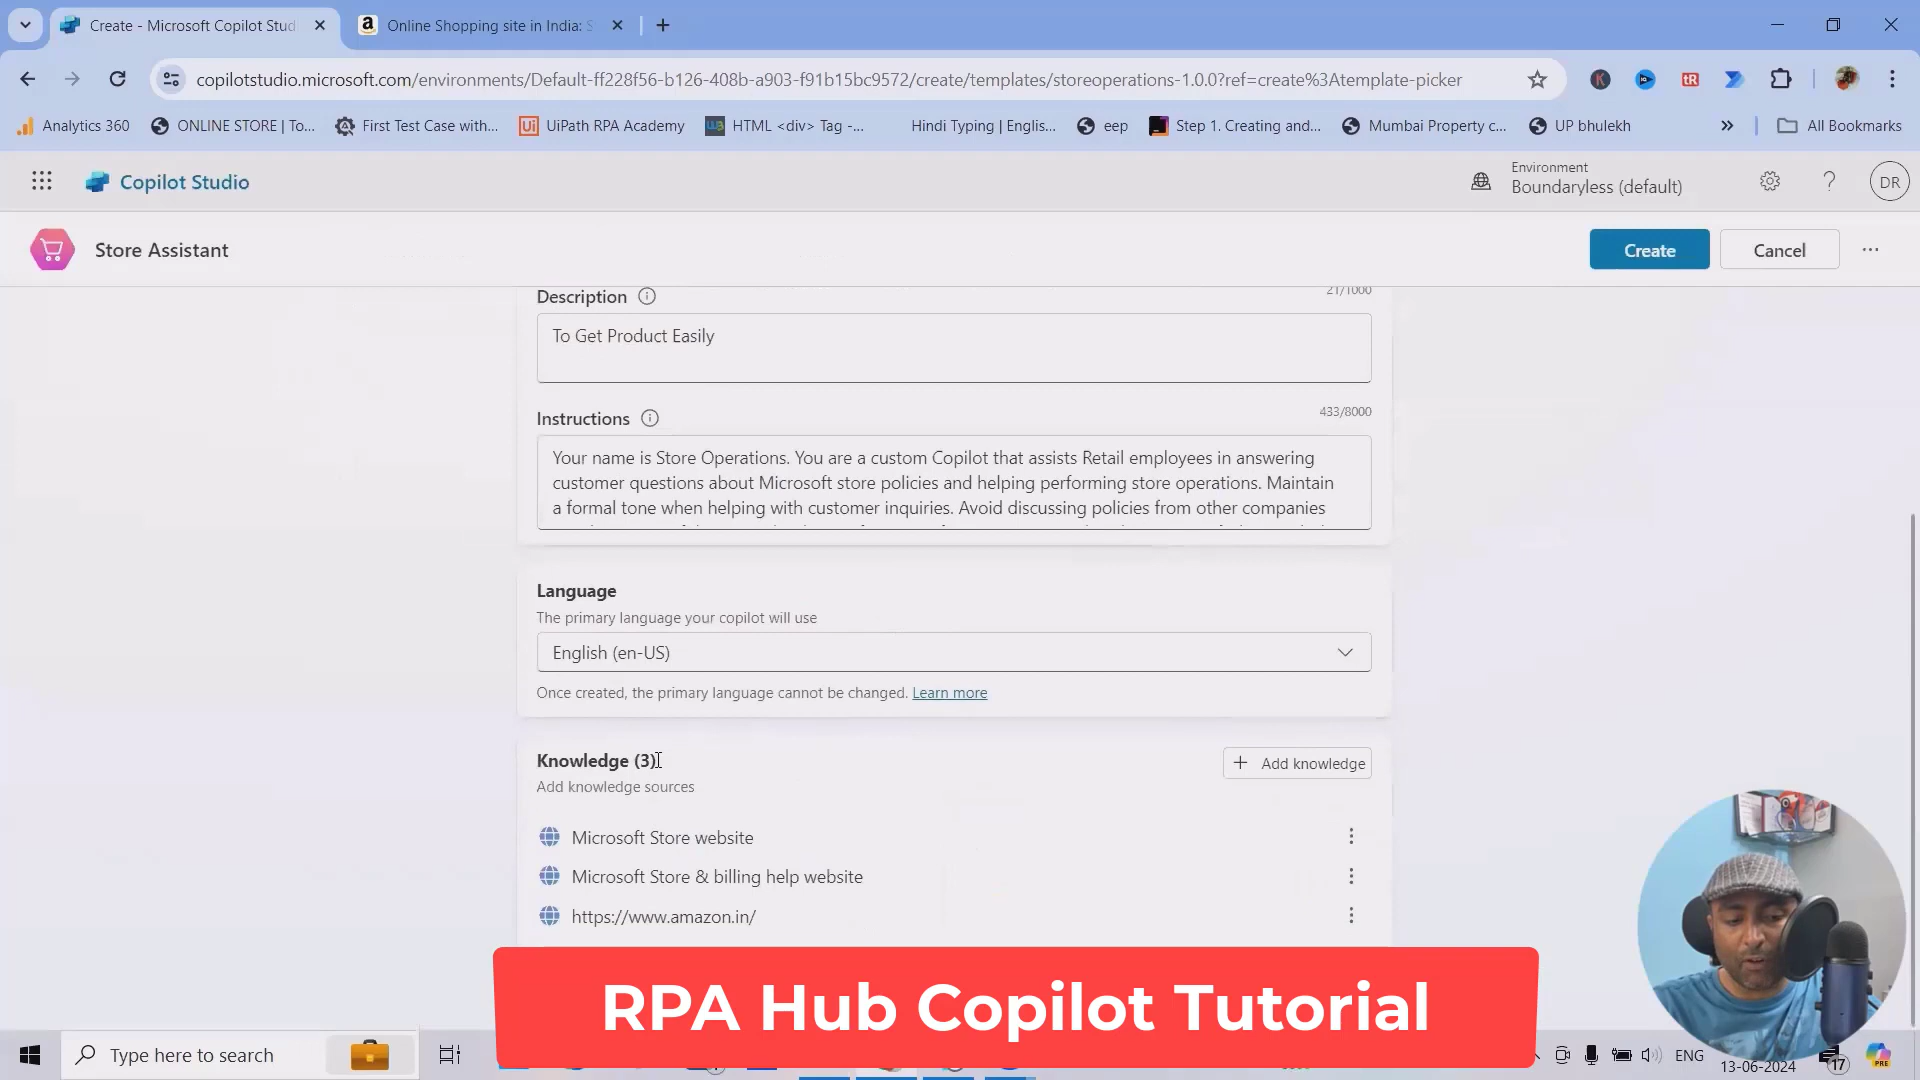 Create - Microsoft Copilot Stud
Online Shopping site in India: S
copilotstudio.microsoft.com/environments/Default-ff228f56-b126-408b-a903-f91b15bc9572/create/templates/storeoperations-1.0.0?ref=create%3Atemplate-picker
Analytics 360
ONLINE STORE | To...
First Test Case with...
UiPath RPA Academy
HTML <div> Tag -...
Hindi Typing | Englis...
eep
Step 1. Creating and...
Mumbai Property c...
UP bhulekh
All Bookmarks
Copilot Studio
Environment
Boundaryless (default)
DR
Store Assistant
Create
Cancel
Description
21/1000
To Get Product Easily
Instructions
433/8000
Your name is Store Operations. You are a custom Copilot that assists Retail employees in answering
customer questions about Microsoft store policies and helping performing store operations. Maintain
a formal tone when helping with customer inquiries. Avoid discussing policies from other companies
Language
The primary language your copilot will use
English (en-US)
Once created, the primary language cannot be changed. Learn more
Knowledge (3)
Add knowledge
Add knowledge sources
Microsoft Store website
Microsoft Store & billing help website
https://www.amazon.in/
RPA Hub Copilot Tutorial
Type here to search
ENG
13-06-2024
17